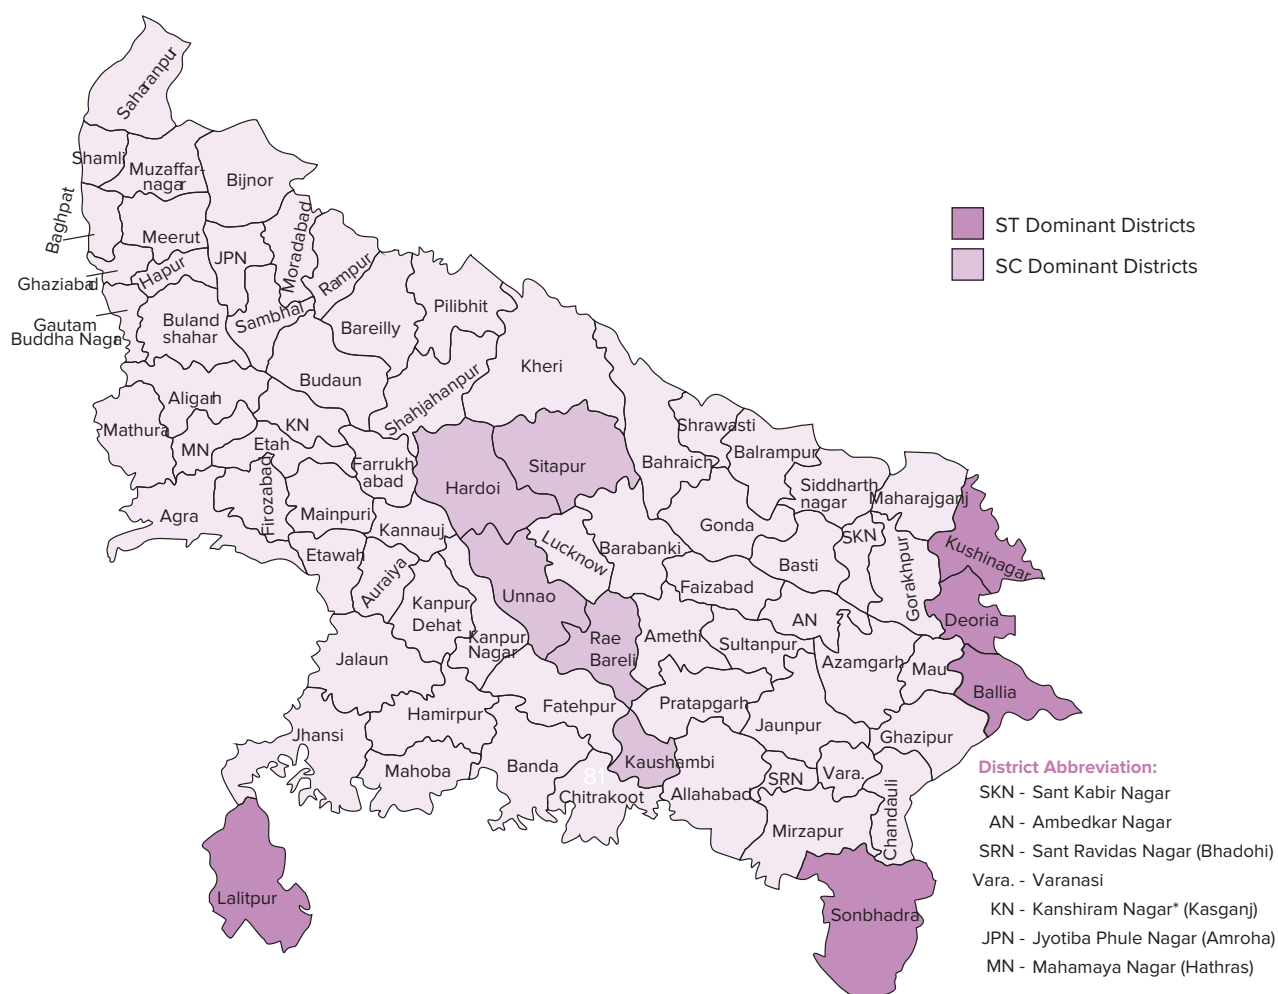 Saharanpur
Shamli
Muzaffar-
nagar
Bijnor
Baghpat
Meerut
JPN
Moradabad
Ghaziabad
Hapur
Rampur
Gautam
Buddha Nagar
Buland
shahar
Sambhal
Bareilly
Pilibhit
Kheri
Budaun
Shahjahanpur
Aligarh
Mathura
MN
KN
Etah
Farrukh
abad
Hardoi
Sitapur
Bahraich
Shrawasti
Balrampur
Siddharth
nagar
Maharajganj
Agra
Firozabad
Mainpuri
Kannauj
Etawah
Auraiya
Lucknow
Barabanki
Gonda
Basti
SKN
Gorakhpur
Kushinagar
Deoria
Faizabad
AN
Unnao
Kanpur
Dehat
Kanpur
Nagar
Rae
Bareli
Amethi
Sultanpur
Azamgarh
Mau
Ballia
Jalaun
Hamirpur
Fatehpur
Pratapgarh
Jaunpur
Ghazipur
Jhansi
Mahoba
Banda
81
Chitrakoot
Kaushambi
Allahabad
SRN
Vara.
Chandauli
Mirzapur
Lalitpur
Sonbhadra
ST Dominant Districts
SC Dominant Districts
District Abbreviation:
SKN - Sant Kabir Nagar
AN - Ambedkar Nagar
SRN - Sant Ravidas Nagar (Bhadohi)
Vara. - Varanasi
KN - Kanshiram Nagar* (Kasganj)
JPN - Jyotiba Phule Nagar (Amroha)
MN - Mahamaya Nagar (Hathras)